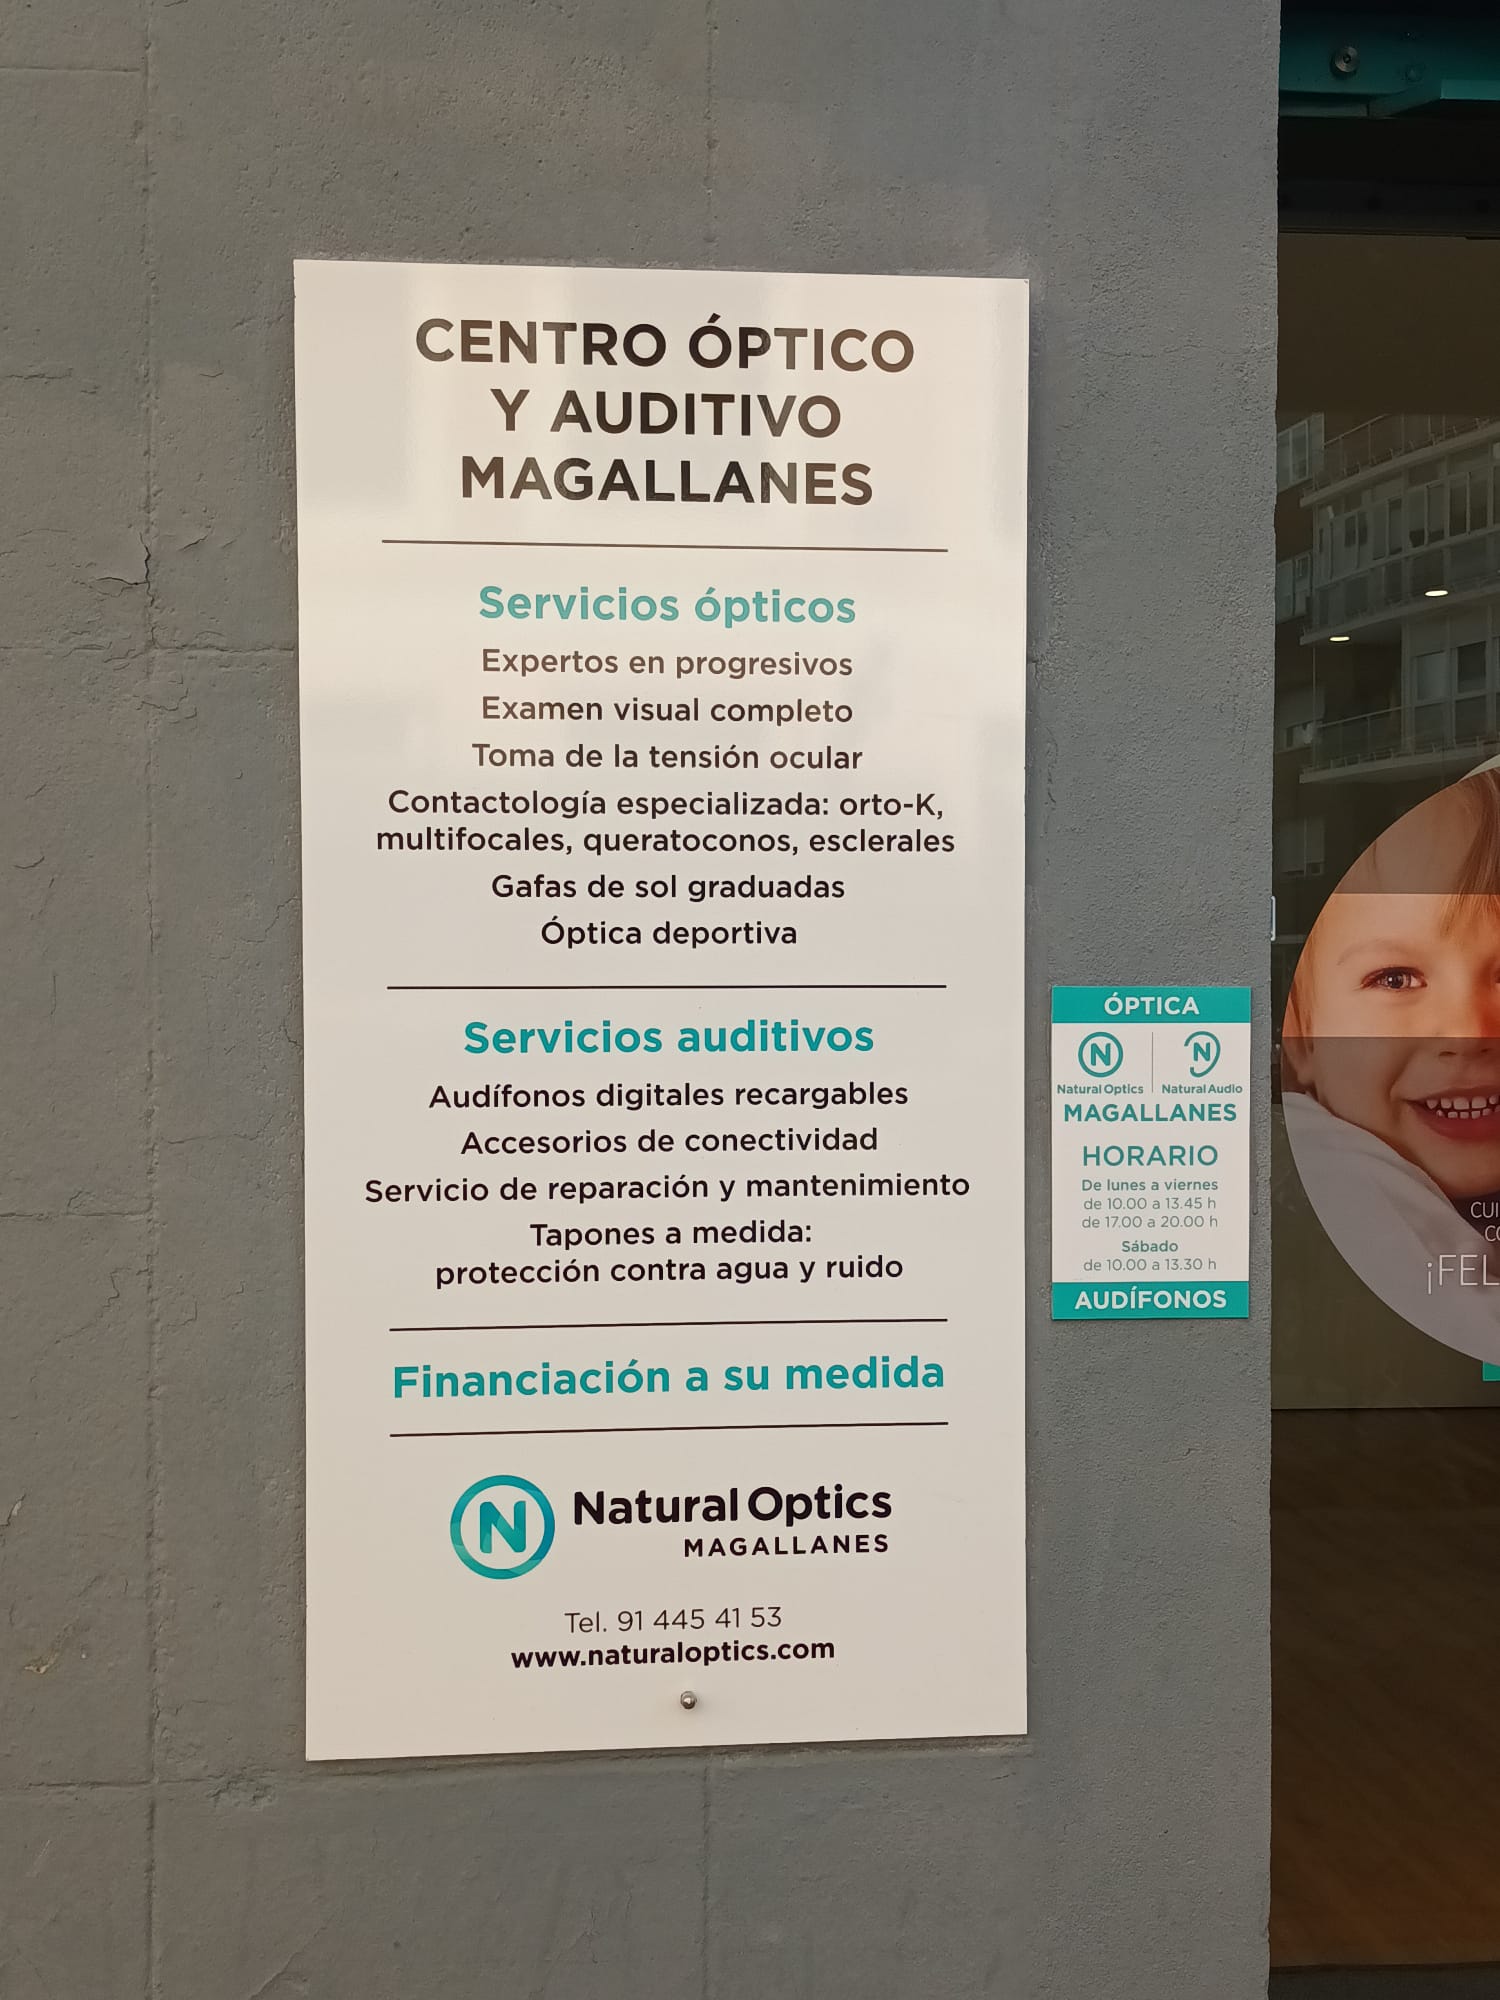 CENTRO ÓPTICO
Y AUDITIVO
MAGALLANES
Servicios ópticos
Expertos en progresivos
Examen visual completo
Toma de la tensión ocular
Contactología especializada: orto-K,
multifocales, queratoconos, esclerales
Gafas de sol graduadas
Óptica deportiva
Servicios auditivos
Audífonos digitales recargables
Accesorios de conectividad
Servicio de reparación y mantenimiento
Tapones a medida:
protección contra agua y ruido
Financiación a su medida
N Natural Optics
MAGALLANES
Tel. 91 445 41 53
www.naturaloptics.com
ÓPTICA
N N
Natural Optics Natural Audio
MAGALLANES
HORARIO
De lunes a viernes
de 10.00 a 13.45 h
de 17.00 a 20.00 h
Sábado
de 10.00 a 13.30 h
AUDÍFONOS